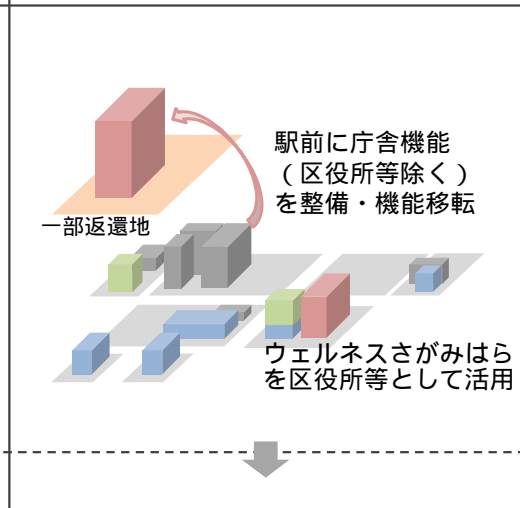 駅前に庁舎機能
（区役所等除く）
を整備・機能移転
一部返還地
ウェルネスさがみはら
を区役所等として活用